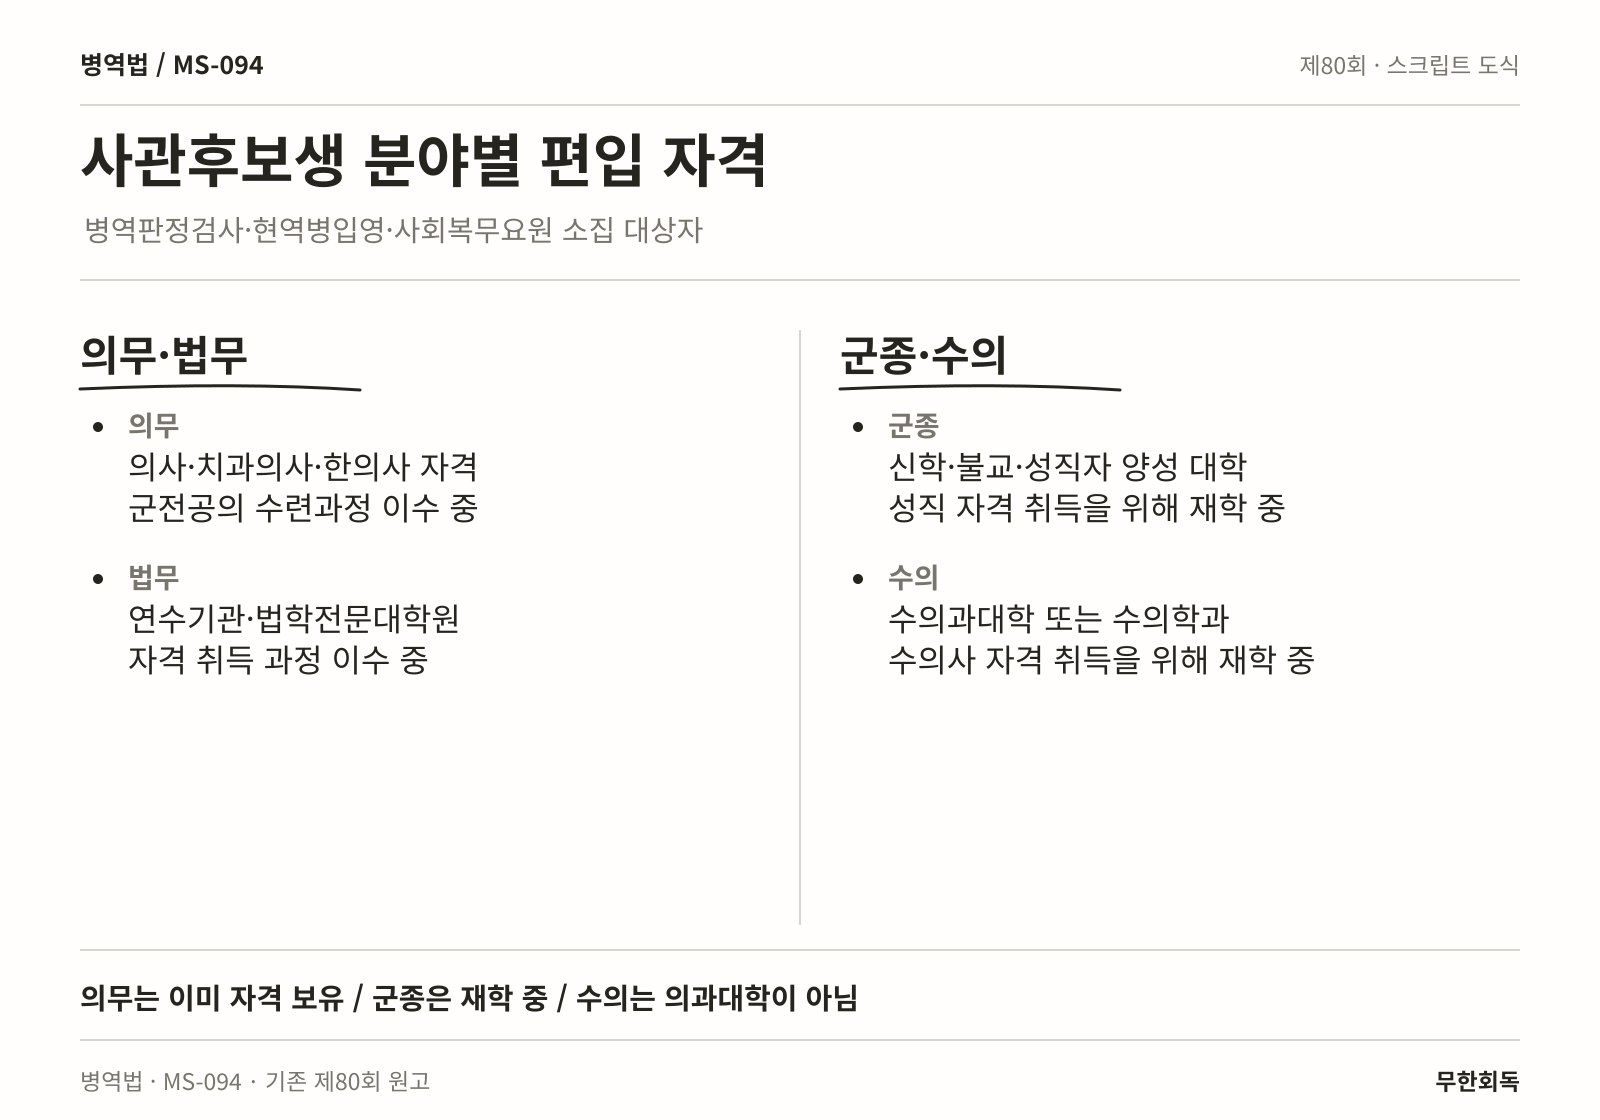 병역법 / MS-094
제80회 · 스크립트 도식
사관후보생 분야별 편입 자격
병역판정검사·현역병입영·사회복무요원 소집 대상자
의무·법무
• 의무
의사·치과의사·한의사 자격
군전공의 수련과정 이수 중
• 법무
연수기관·법학전문대학원
자격 취득 과정 이수 중
군종·수의
• 군종
신학·불교·성직자 양성 대학
성직 자격 취득을 위해 재학 중
• 수의
수의과대학 또는 수의학과
수의사 자격 취득을 위해 재학 중
의무는 이미 자격 보유 / 군종은 재학 중 / 수의는 의과대학이 아님
병역법 · MS-094 · 기존 제80회 원고
무한회독